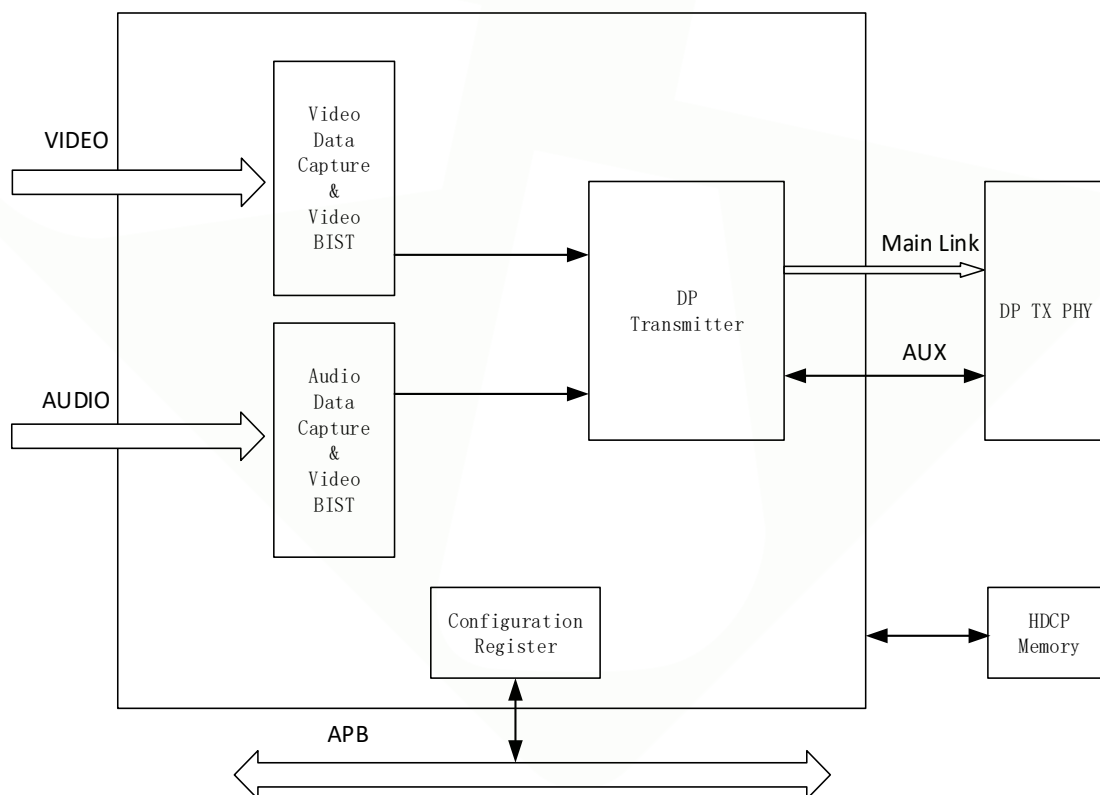 VIDEO
Video
Data
Capture
&
Video
BIST
Main Link
DP
Transmitter
DP TX PHY
AUX
AUDIO
Audio
Data
Capture
&
Video
BIST
Configuration
Register
HDCP
Memory
APB